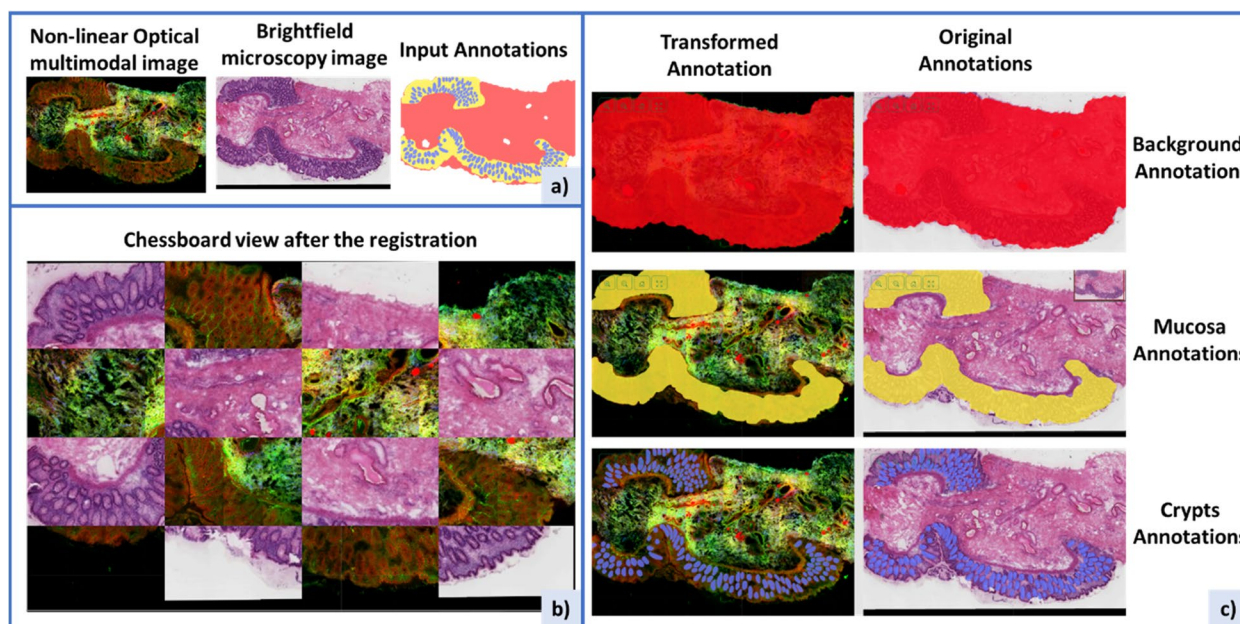 Non-linear Optical
multimodal image
Brightfield
microscopy image
Input Annotations
a)
Chessboard view after the registration
b)
Transformed
Annotation
Original
Annotations
Background
Annotation
Mucosa
Annotations
Crypts
Annotations
c)